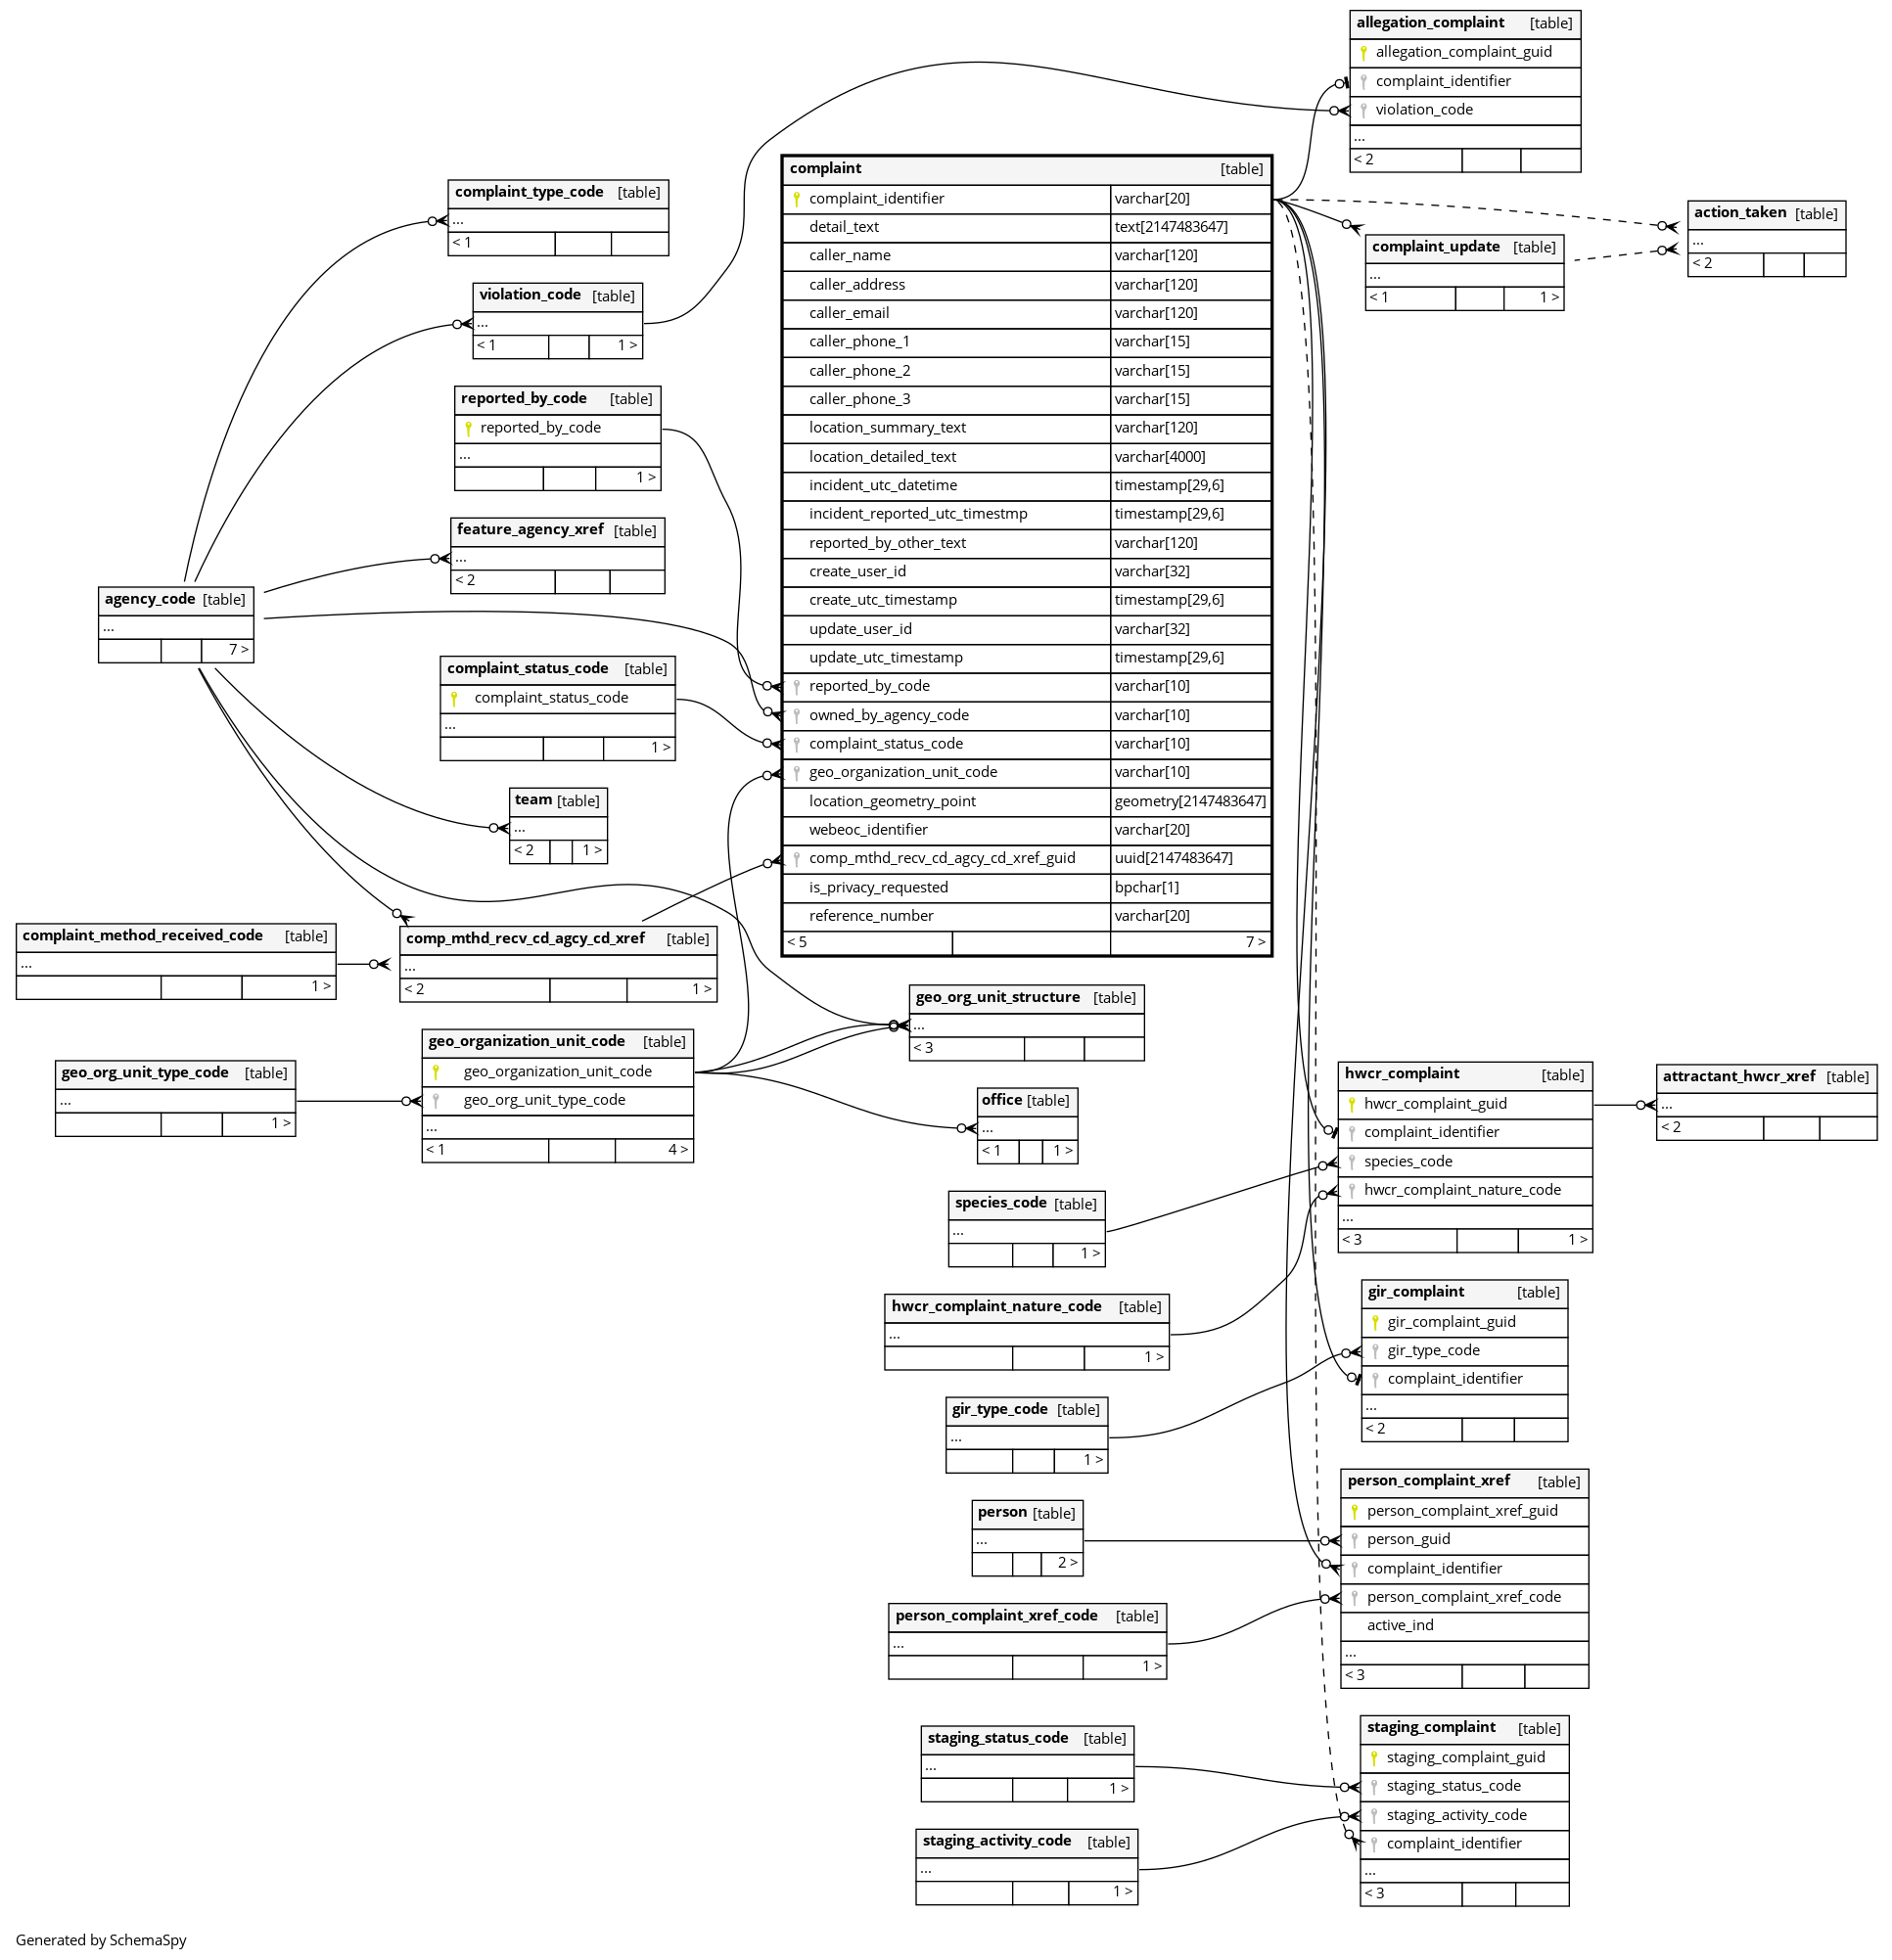 allegation_complaint [table]
allegation_complaint_guid
complaint_identifier
violation_code
...
< 2
complaint_type_code [table]
...
< 1
violation_code [table]
...
< 1 1 >
reported_by_code [table]
reported_by_code
...
1 >
feature_agency_xref [table]
...
< 2
agency_code [table]
...
7 >
complaint_status_code [table]
complaint_status_code
...
1 >
team [table]
...
< 2 1 >
complaint_method_received_code [table]
...
1 >
comp_mthd_recv_cd_agcy_cd_xref [table]
...
< 2 1 >
geo_org_unit_type_code [table]
...
1 >
geo_organization_unit_code [table]
geo_organization_unit_code
geo_org_unit_type_code
...
< 1 4 >
complaint [table]
complaint_identifier varchar[20]
detail_text text[2147483647]
caller_name varchar[120]
caller_address varchar[120]
caller_email varchar[120]
caller_phone_1 varchar[15]
caller_phone_2 varchar[15]
caller_phone_3 varchar[15]
location_summary_text varchar[120]
location_detailed_text varchar[4000]
incident_utc_datetime timestamp[29,6]
incident_reported_utc_timestmp timestamp[29,6]
reported_by_other_text varchar[120]
create_user_id varchar[32]
create_utc_timestamp timestamp[29,6]
update_user_id varchar[32]
update_utc_timestamp timestamp[29,6]
reported_by_code varchar[10]
owned_by_agency_code varchar[10]
complaint_status_code varchar[10]
geo_organization_unit_code varchar[10]
location_geometry_point geometry[2147483647]
webeoc_identifier varchar[20]
comp_mthd_recv_cd_agcy_cd_xref_guid uuid[2147483647]
is_privacy_requested bpchar[1]
reference_number varchar[20]
< 5 7 >
action_taken [table]
...
< 2
complaint_update [table]
...
< 1 1 >
geo_org_unit_structure [table]
...
< 3
office [table]
...
< 1 1 >
species_code [table]
...
1 >
hwcr_complaint_nature_code [table]
...
1 >
gir_type_code [table]
...
1 >
person [table]
...
2 >
person_complaint_xref_code [table]
...
1 >
staging_status_code [table]
...
1 >
staging_activity_code [table]
...
1 >
hwcr_complaint [table]
hwcr_complaint_guid
complaint_identifier
species_code
hwcr_complaint_nature_code
...
< 3 1 >
attractant_hwcr_xref [table]
...
< 2
gir_complaint [table]
gir_complaint_guid
gir_type_code
complaint_identifier
...
< 2
person_complaint_xref [table]
person_complaint_xref_guid
person_guid
complaint_identifier
person_complaint_xref_code
active_ind
...
< 3
staging_complaint [table]
staging_complaint_guid
staging_status_code
staging_activity_code
complaint_identifier
...
< 3
Generated by SchemaSpy